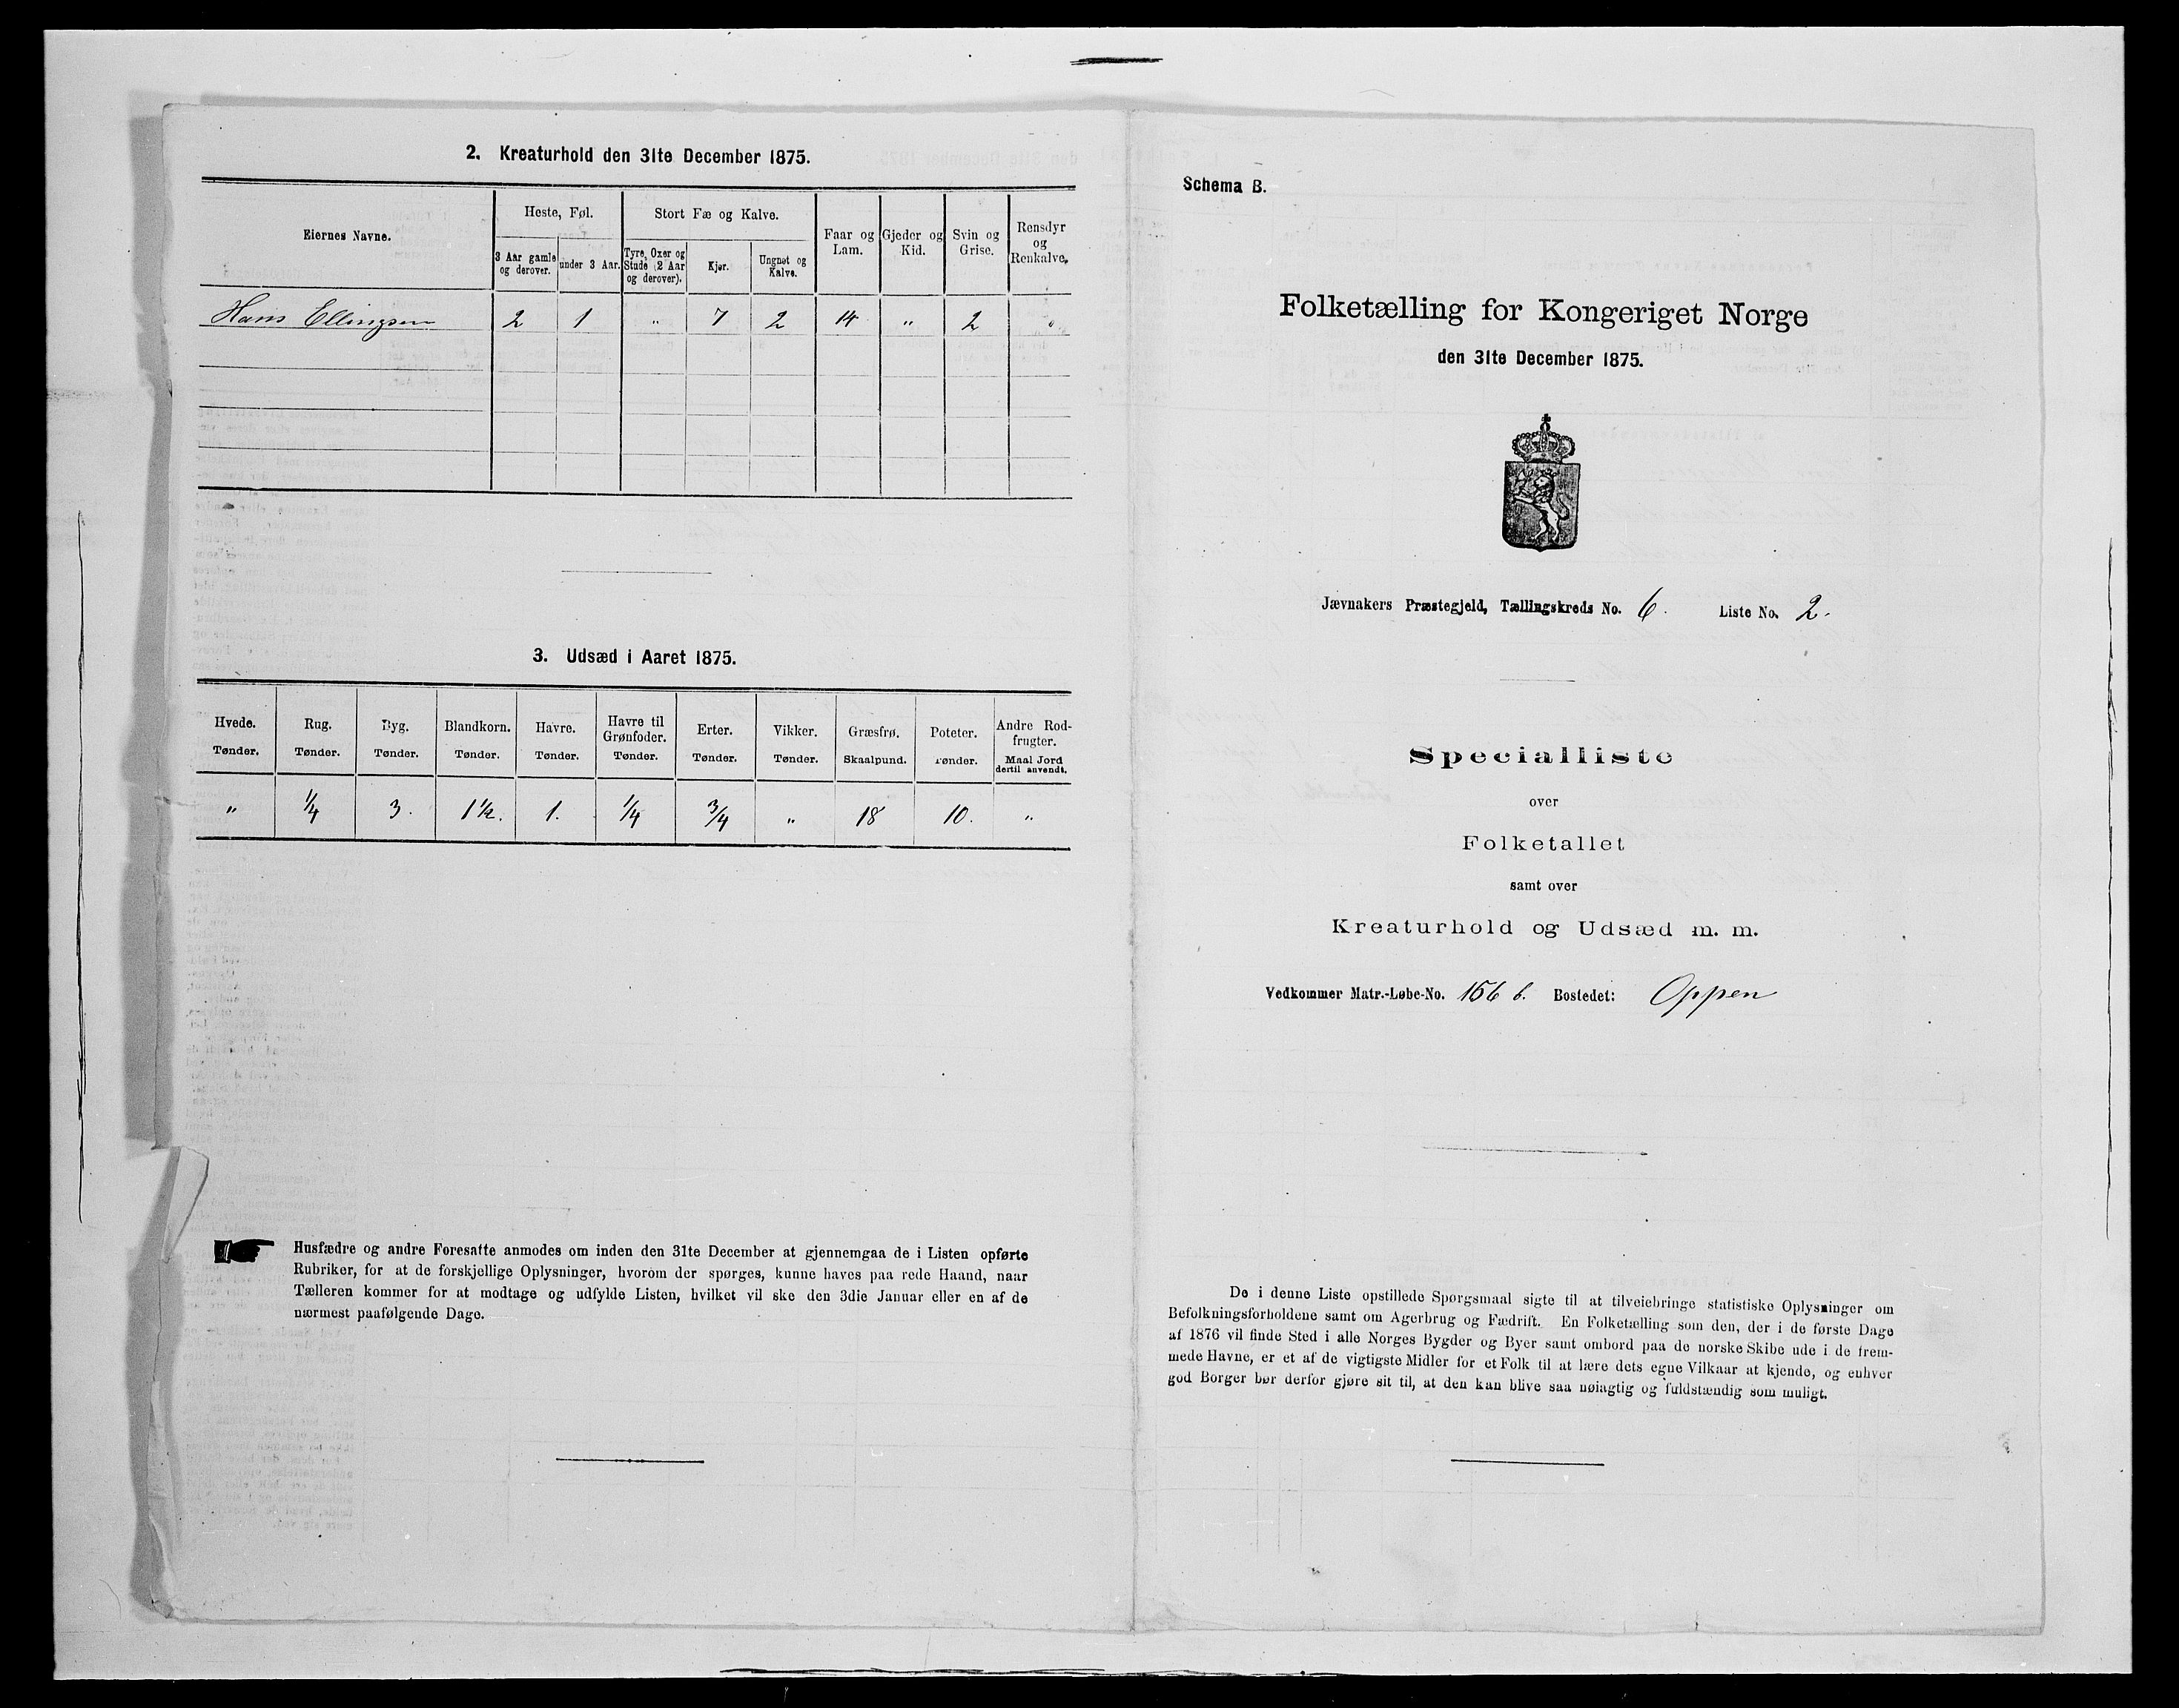 2. Kreaturhold den 31te December 1875.
Eiernes Navne.
Heste, Føl.
Stort Fæ og Kalve.
Faar og Lam.
Gjeder og Kid.
Svin og Grise.
Rensdyr og Renkalve.
3 Aar gamle og derover.
under 3 Aar.
Tyre, Oxer og Stude (2 Aar og derover).
Kjør.
Ungnøt og Kalve.
Hans Ellingsen 2 1 " 7 2 14 " 2 "
3. Udsæd i Aaret 1875.
Hvede. Rug. Byg. Blandkorn. Havre. Havre til Grønfoder. Erter. Vikker. Græsfrø. Poteter. Andre Rodfrugter.
Tønder. Tønder. Tønder. Tønder. Tønder. Tønder. Tønder. Tønder. Skaalpund. Tønder. Maal Jord dertil anvendt.
" 1/4 3. 1 1/2. 1. 1/4 3/4 " 18 10. "
Husfædre og andre Foresatte anmodes om inden den 31te December at gjennemgaa de i Listen opførte
Rubriker, for at de forskjellige Oplysninger, hvorom der spørges, kunne haves paa rede Haand, naar
Tælleren kommer for at modtage og udfylde Listen, hvilket vil ske den 3die Januar eller en af de
nærmest paafølgende Dage.
Schema B.
Folketælling for Kongeriget Norge
den 31te December 1875.
Jævnakers Præstegjeld, Tællingskreds No. 6. Liste No. 2.
Specialliste
over
Folketallet
samt over
Kreaturhold og Udsæd m. m.
Vedkommer Matr.-Løbe-No. 156 b. Bostedet: Oppen
De i denne Liste opstillede Spørgsmaal sigte til at tilveiebringe statistiske Oplysninger om
Befolkningsforholdene samt om Agerbrug og Fædrift. En Folketælling som den, der i de første Dage
af 1876 vil finde Sted i alle Norges Bygder og Byer samt ombord paa de norske Skibe ude i de frem-
mede Havne, er et af de vigtigste Midler for et Folk til at lære dets egne Vilkaar at kjende, og enhver
god Borger bør derfor gjøre sit til, at den kan blive saa nøiagtig og fuldstændig som muligt.